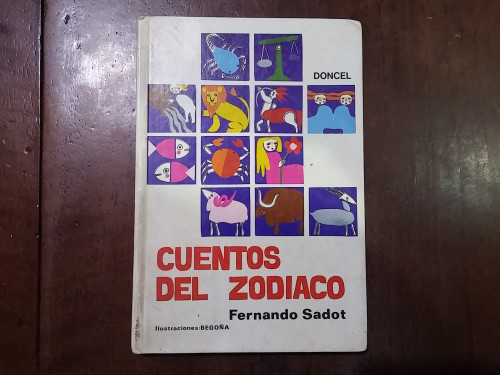 DONCEL
CUENTOS
DEL ZODIACO
Fernando Sadot
Ilustraciones:BEGOÑA